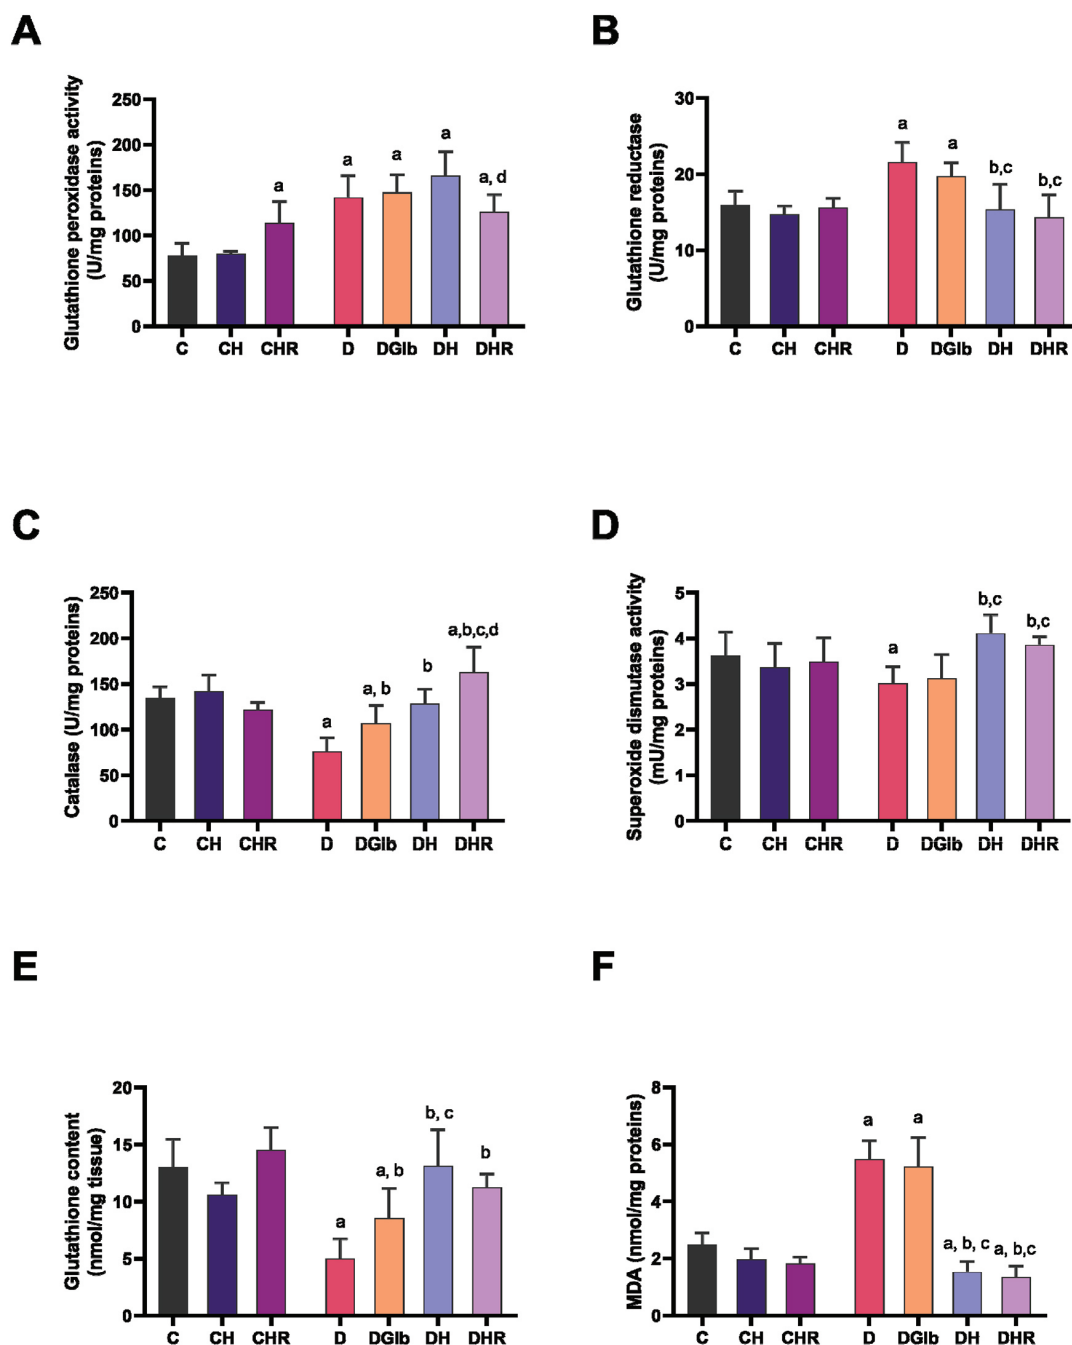 A
Glutathione peroxidase activity
(U/mg proteins)
250
200
150
100
50
0
a
a
a
a
a, d
C CH CHR D DGlb DH DHR
B
Glutathione reductase
(U/mg proteins)
30
20
10
0
a
a
b,c
b,c
C CH CHR D DGlb DH DHR
C
Catalase (U/mg proteins)
250
200
150
100
50
0
a
a, b
b
a,b,c,d
C CH CHR D DGlb DH DHR
D
Superoxide dismutase activity
(mU/mg proteins)
5
4
3
2
1
0
a
b,c
b,c
C CH CHR D DGlb DH DHR
E
Glutathione content
(nmol/mg tissue)
20
15
10
5
0
a
a, b
b, c
b
C CH CHR D DGlb DH DHR
F
MDA (nmol/mg proteins)
8
6
4
2
0
a
a
a, b, c
a, b,c
C CH CHR D DGlb DH DHR